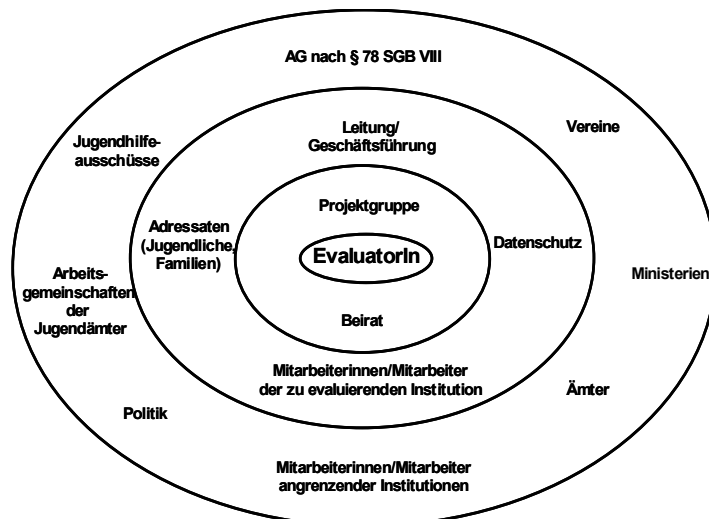 AG nach § 78 SGB VIII
Jugendhilfe-
ausschüsse
Leitung/
Geschäftsführung
Vereine
Projektgruppe
Adressaten
(Jugendliche,
Familien)
EvaluatorIn
Datenschutz
Ministerien
Arbeits-
gemeinschaften
der
Jugendämter
Beirat
Mitarbeiterinnen/Mitarbeiter
der zu evaluierenden Institution
Ämter
Politik
Mitarbeiterinnen/Mitarbeiter
angrenzender Institutionen